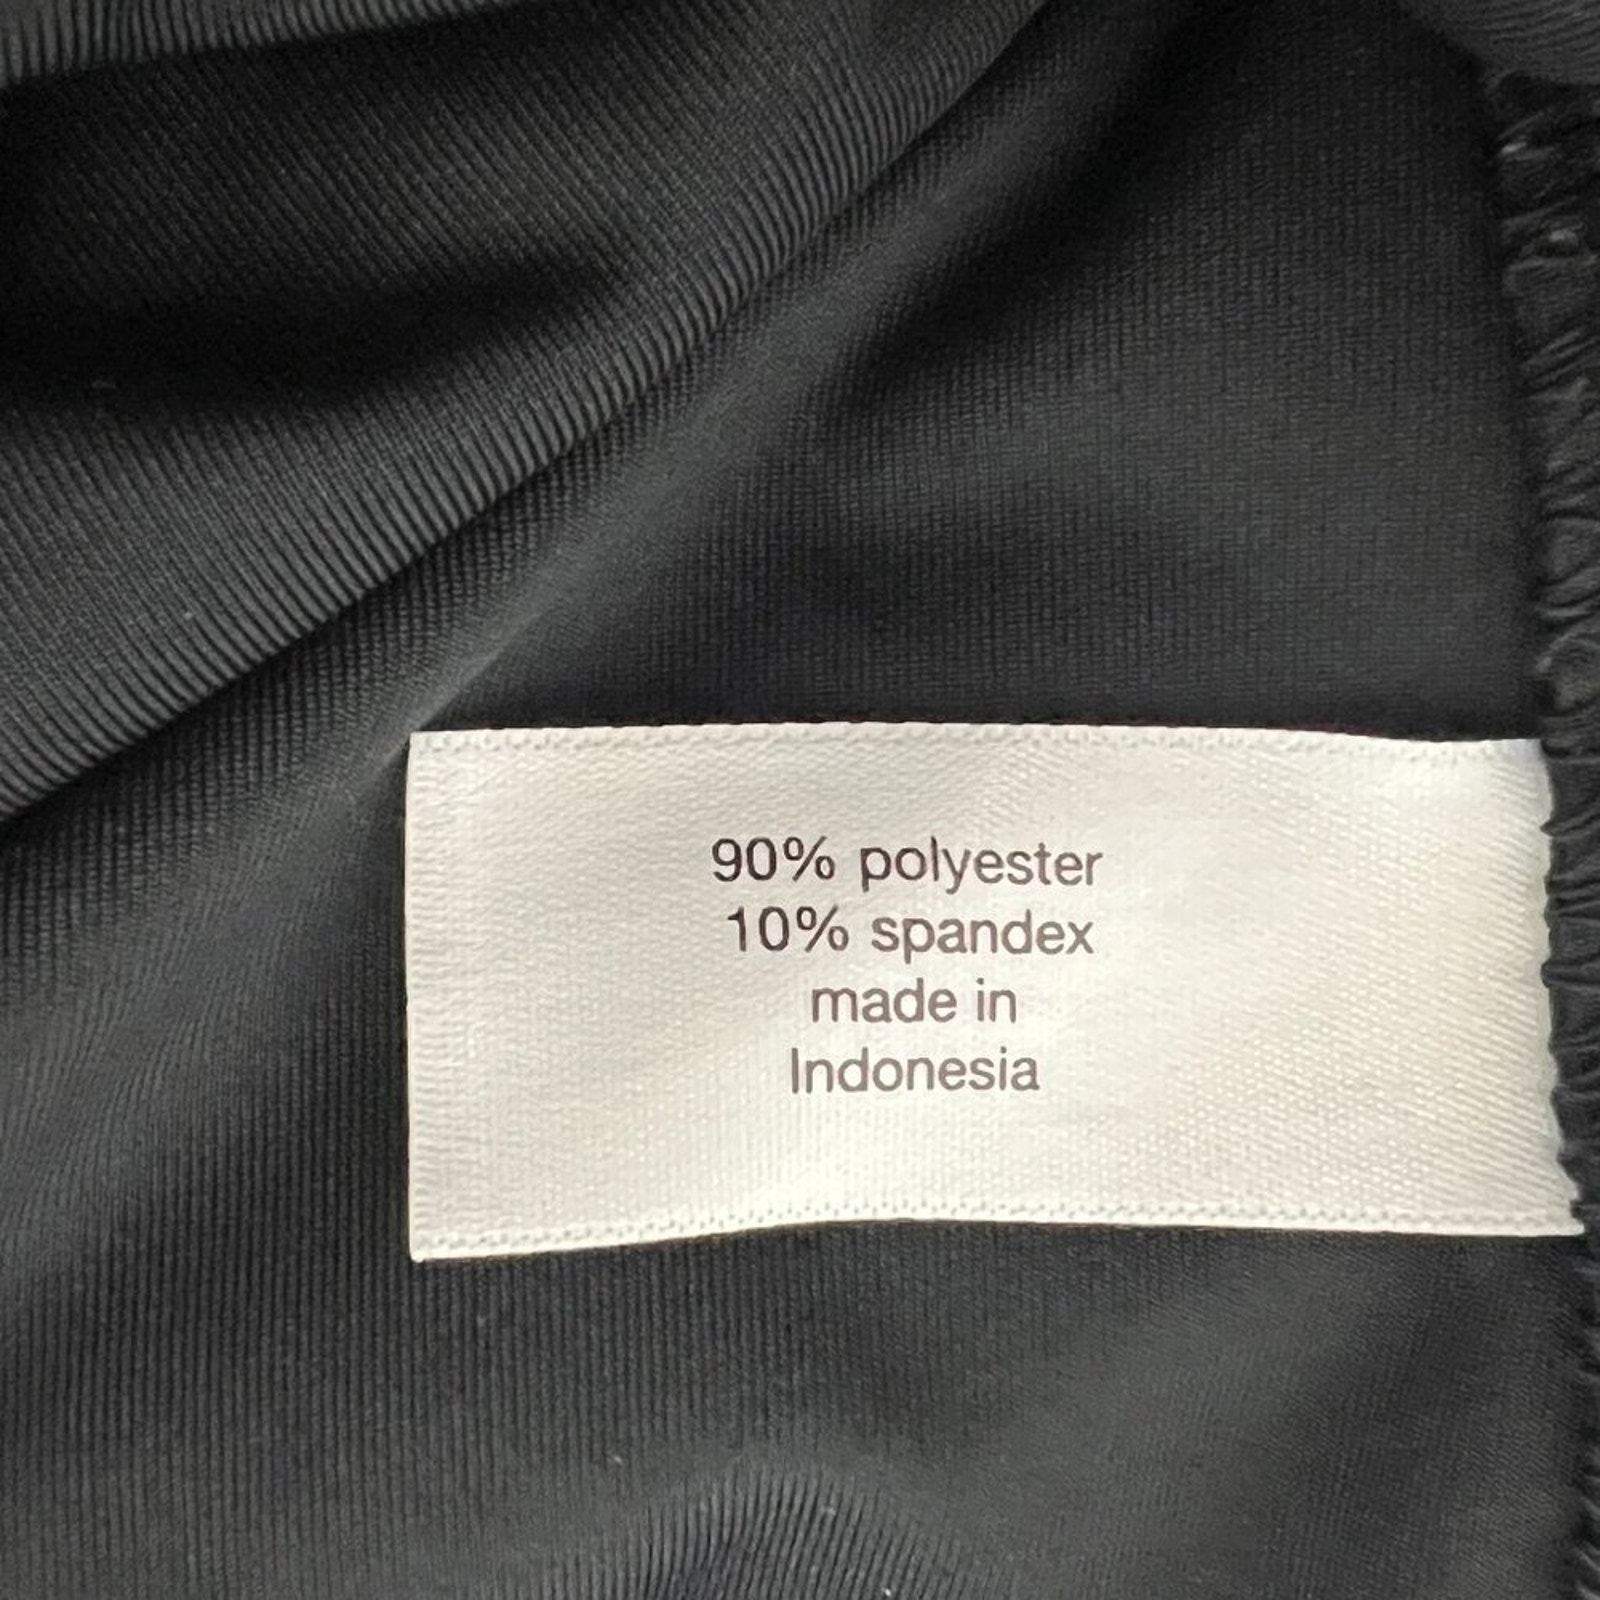 90% polyester
10% spandex
made in
Indonesia